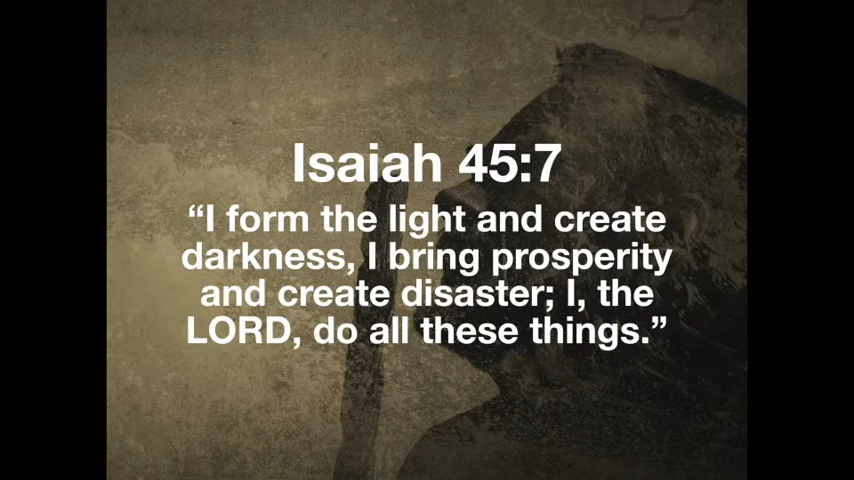 Isaiah 45:7
“I form the light and create
darkness, I bring prosperity
and create disaster; I, the
LORD, do all these things.”